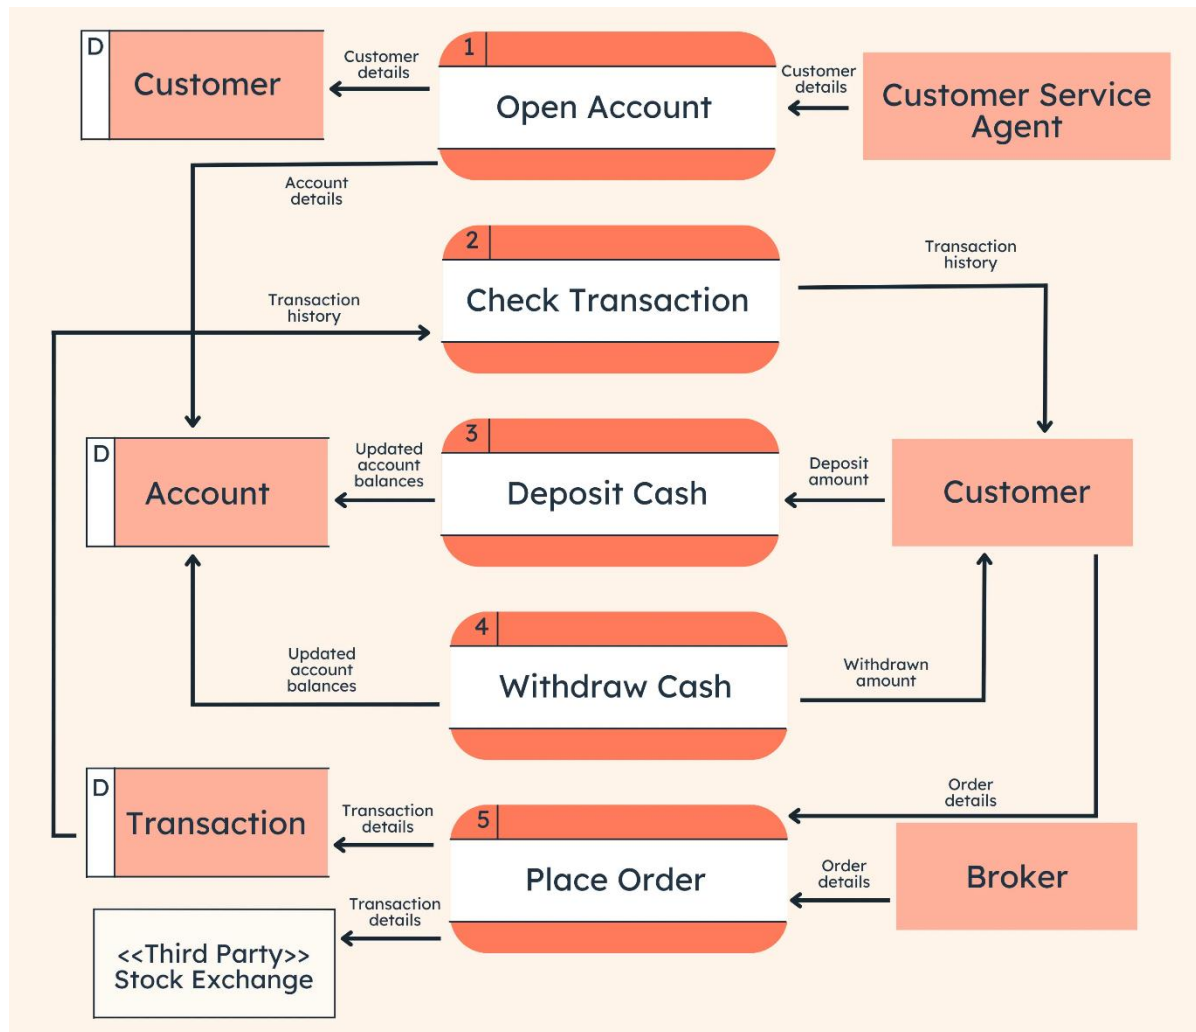 D
Customer
Customer
details
1
Open Account
Customer
details
Customer Service
Agent
Account
details
2
Check Transaction
Transaction
history
Transaction
history
D
Account
Updated
account
balances
3
Deposit Cash
Deposit
amount
Customer
Updated
account
balances
4
Withdraw Cash
Withdrawn
amount
D
Transaction
Transaction
details
5
Place Order
Order
details
Order
details
Broker
Transaction
details
<<Third Party>>
Stock Exchange